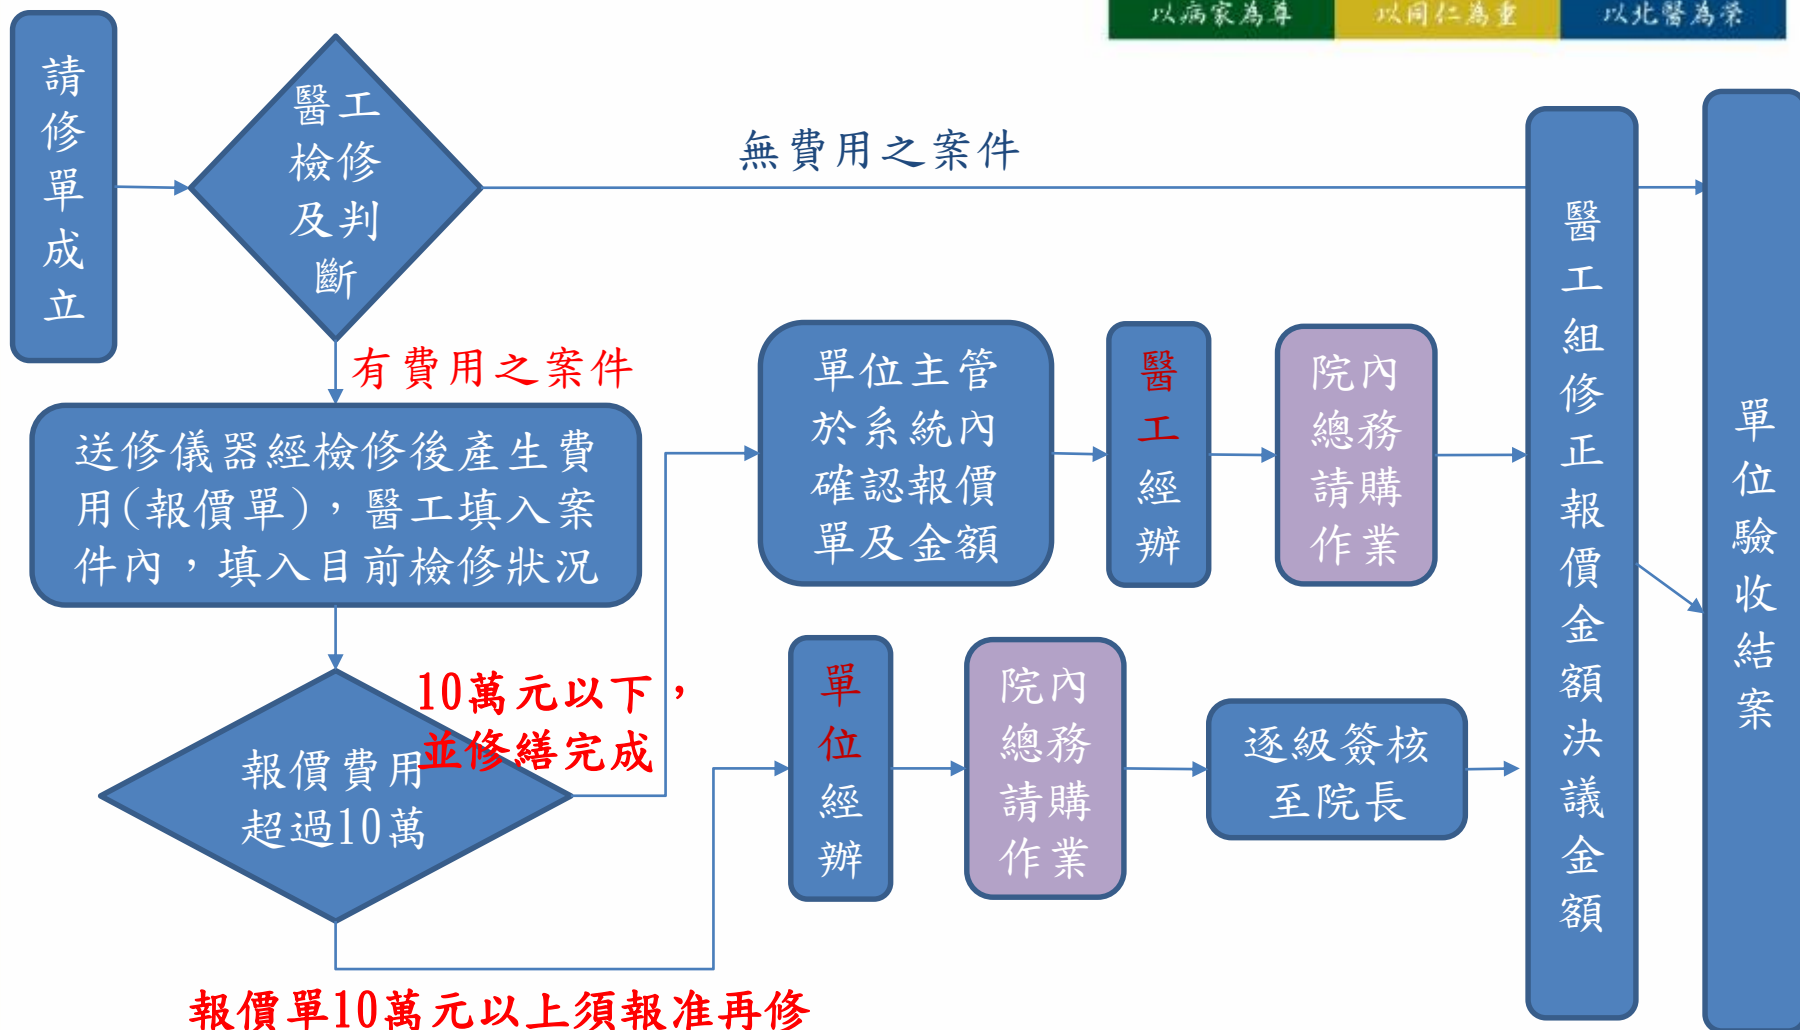 以病家為尊
以同仁為重
以北醫為榮
請修單成立
醫工
檢修
及判
斷
無費用之案件
有費用之案件
送修儀器經檢修後產生費
用(報價單)，醫工填入案
件內，填入目前檢修狀況
報價費用
超過10萬
10萬元以下，
並修繕完成
報價單10萬元以上須報准再修
單位主管
於系統內
確認報價
單及金額
醫工經辦
院內
總務
請購
作業
單位經辦
院內
總務
請購
作業
逐級簽核
至院長
醫工組修正報價金額決議金額
單位驗收結案